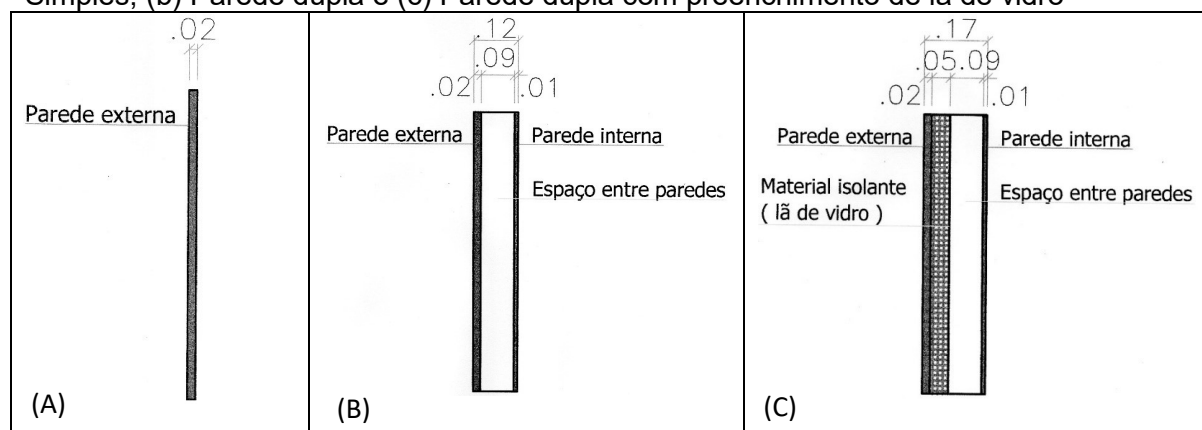 Simples, (b) Parede dupla e (c) Parede dupla com preenchimento de lã de vidro
.02
Parede externa
(A)
.12
.09
.02
.01
Parede externa
Parede interna
Espaço entre paredes
(B)
.17
.05.09
.02
.01
Parede externa
Parede interna
Material isolante
( lã de vidro )
Espaço entre paredes
(C)